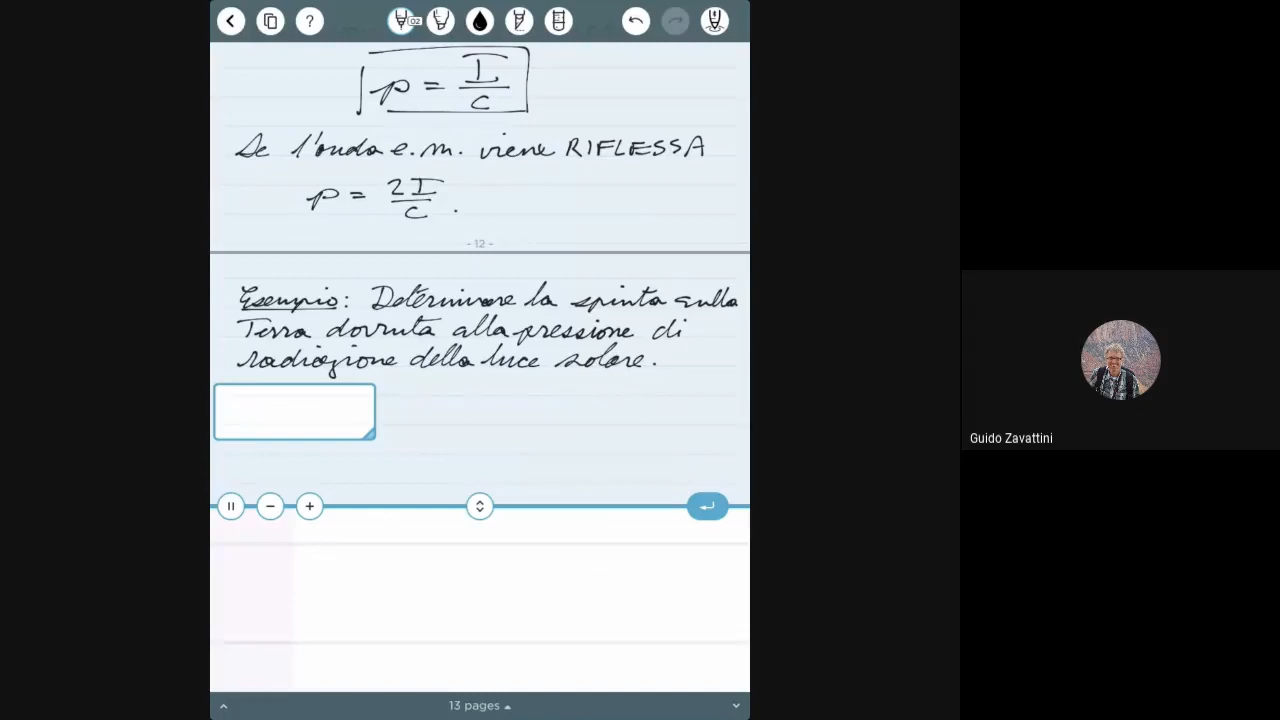 ?
02
p = I/c
Se l'onda e.m. viene RIFLESSA
p = 2I/c .
- 12 -
Esempio: Determinare la spinta sulla
Terra dovuta alla pressione di
radiazione della luce solare.
Guido Zavattini
13 pages